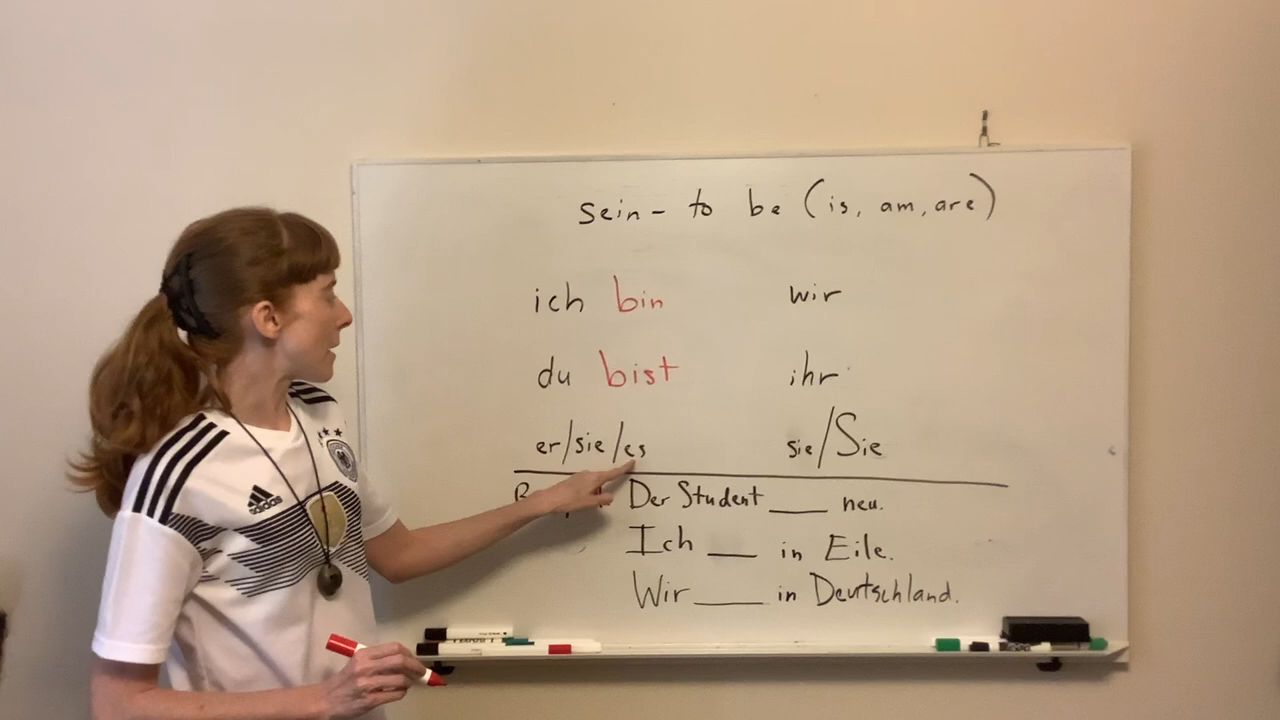 sein - to be (is, am, are)
ich bin wir
du bist ihr
er/sie/es sie/Sie
Der Student ___ neu.
Ich ___ in Eile.
Wir ___ in Deutschland.
adidas